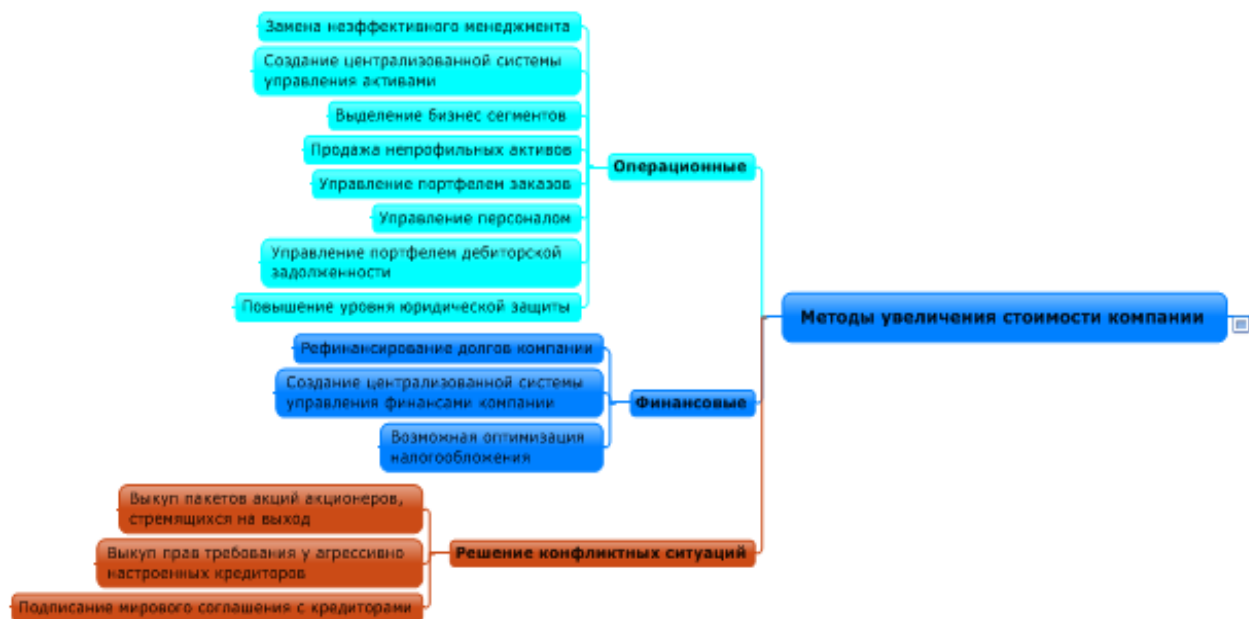 Замена неэффективного менеджмента
Создание централизованной системы
управления активами
Выделение бизнес сегментов
Продажа непрофильных активов
Управление портфелем заказов
Управление персоналом
Управление портфелем дебиторской
задолженности
Повышение уровня юридической защиты
Операционные
Методы увеличения стоимости компании
Рефинансирование долгов компании
Создание централизованной системы
управления финансами компании
Возможная оптимизация
налогообложения
Финансовые
Выкуп пакетов акций акционеров,
стремящихся на выход
Выкуп прав требования у агрессивно
настроенных кредиторов
Подписание мирового соглашения с кредиторами
Решение конфликтных ситуаций